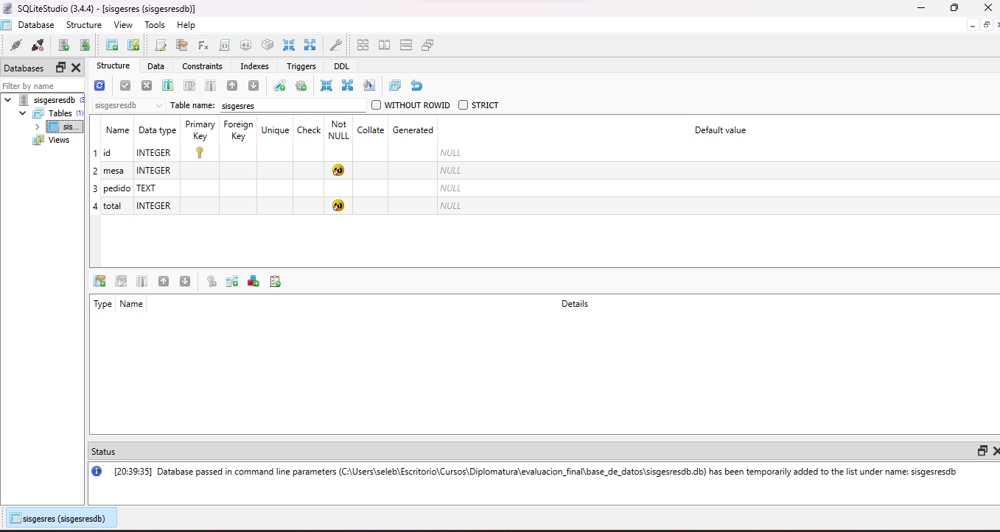 SQLiteStudio (3.4.4) - [sisgesres (sisgesresdb)]
Database Structure View Tools Help
Databases
Filter by name
sisgesresdb
Tables (1)
sis...
Views
Structure Data Constraints Indexes Triggers DDL
sisgesresdb Table name: sisgesres WITHOUT ROWID STRICT
Name Data type Primary Key Foreign Key Unique Check Not NULL Collate Generated Default value
1 id INTEGER NULL
2 mesa INTEGER NULL
3 pedido TEXT NULL
4 total INTEGER NULL
Type Name Details
Status
[20:39:35] Database passed in command line parameters (C:\Users\seleb\Escritorio\Cursos\Diplomatura\evaluacion_final\base_de_datos\sisgesresdb.db) has been temporarily added to the list under name: sisgesresdb
sisgesres (sisgesresdb)